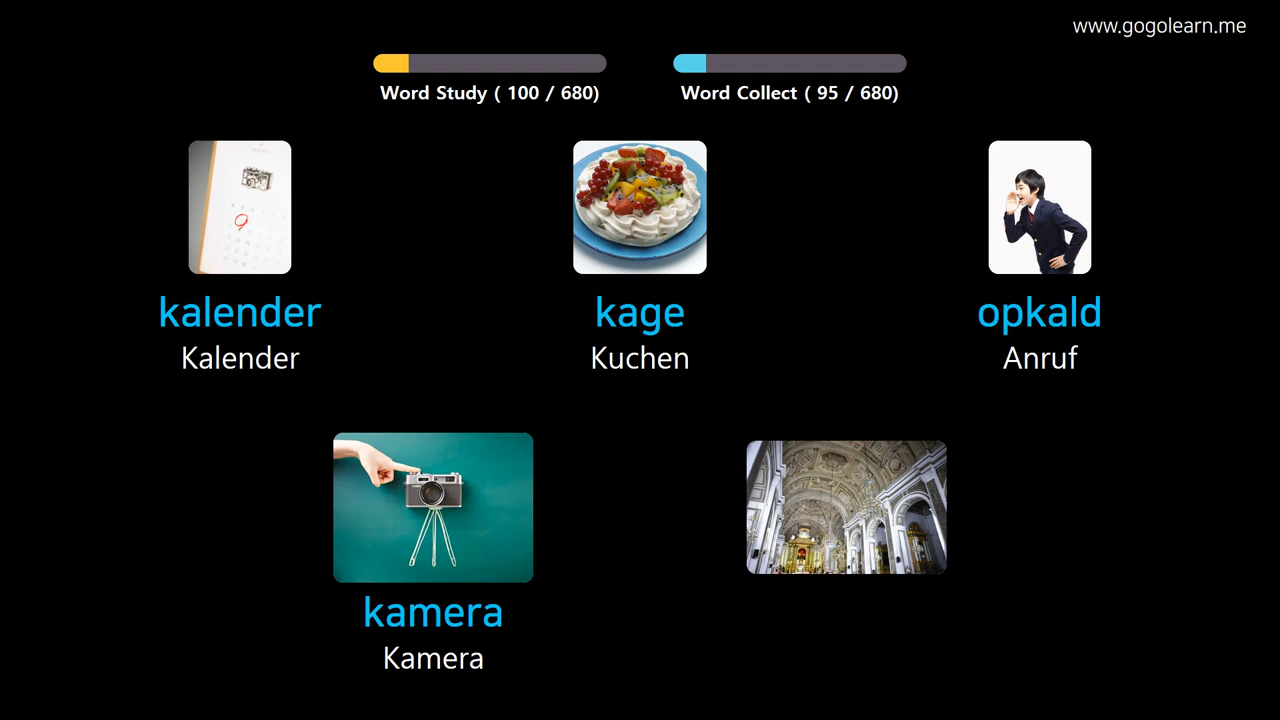 www.gogolearn.me
Word Study ( 100 / 680)
Word Collect ( 95 / 680)
kalender
Kalender
kage
Kuchen
opkald
Anruf
kamera
Kamera